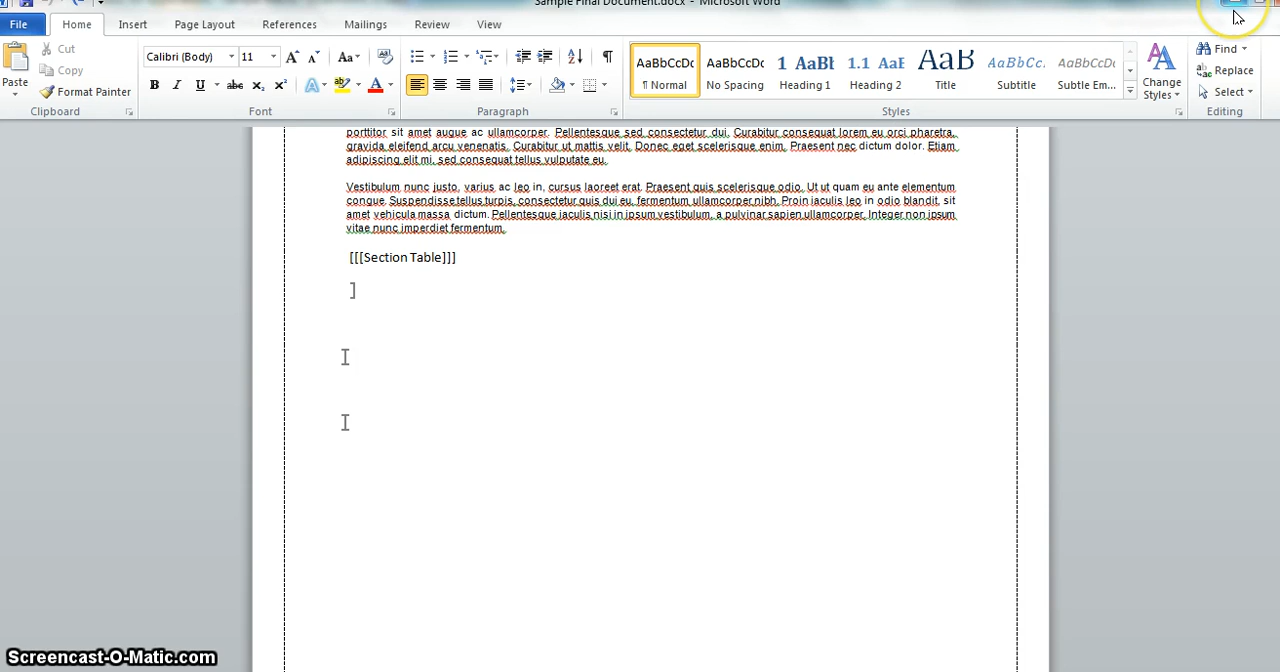 Sample Final Document.docx - Microsoft Word
File Home Insert Page Layout References Mailings Review View
Cut
Copy
Format Painter
Paste
Clipboard
Calibri (Body) 11
Font
Paragraph
AaBbCcDc AaBbCcDc 1 AaBbI 1.1 AaE AaB AaBbCc. AaBbCcDc
¶ Normal No Spacing Heading 1 Heading 2 Title Subtitle Subtle Em...
Styles
Change
Styles
Find
Replace
Select
Editing
porttitor sit amet augue ac ullamcorper. Pellentesque sed consectetur dui. Curabitur consequat lorem eu orci pharetra,
gravida eleifend arcu venenatis. Curabitur ut mattis velit. Donec eget scelerisque enim. Praesent nec dictum dolor. Etiam
adipiscing elit mi, sed consequat tellus vulputate eu.
Vestibulum nunc justo, varius ac leo in, cursus laoreet erat. Praesent quis scelerisque odio. Ut ut quam eu ante elementum
congue. Suspendisse tellus turpis, consectetur quis dui eu, fermentum ullamcorper nibh. Proin iaculis leo in odio blandit, sit
amet vehicula massa dictum. Pellentesque iaculis nisi in ipsum vestibulum, a pulvinar sapien ullamcorper. Integer non ipsum
vitae nunc imperdiet fermentum.
[[[Section Table]]]
]
Screencast-O-Matic.com